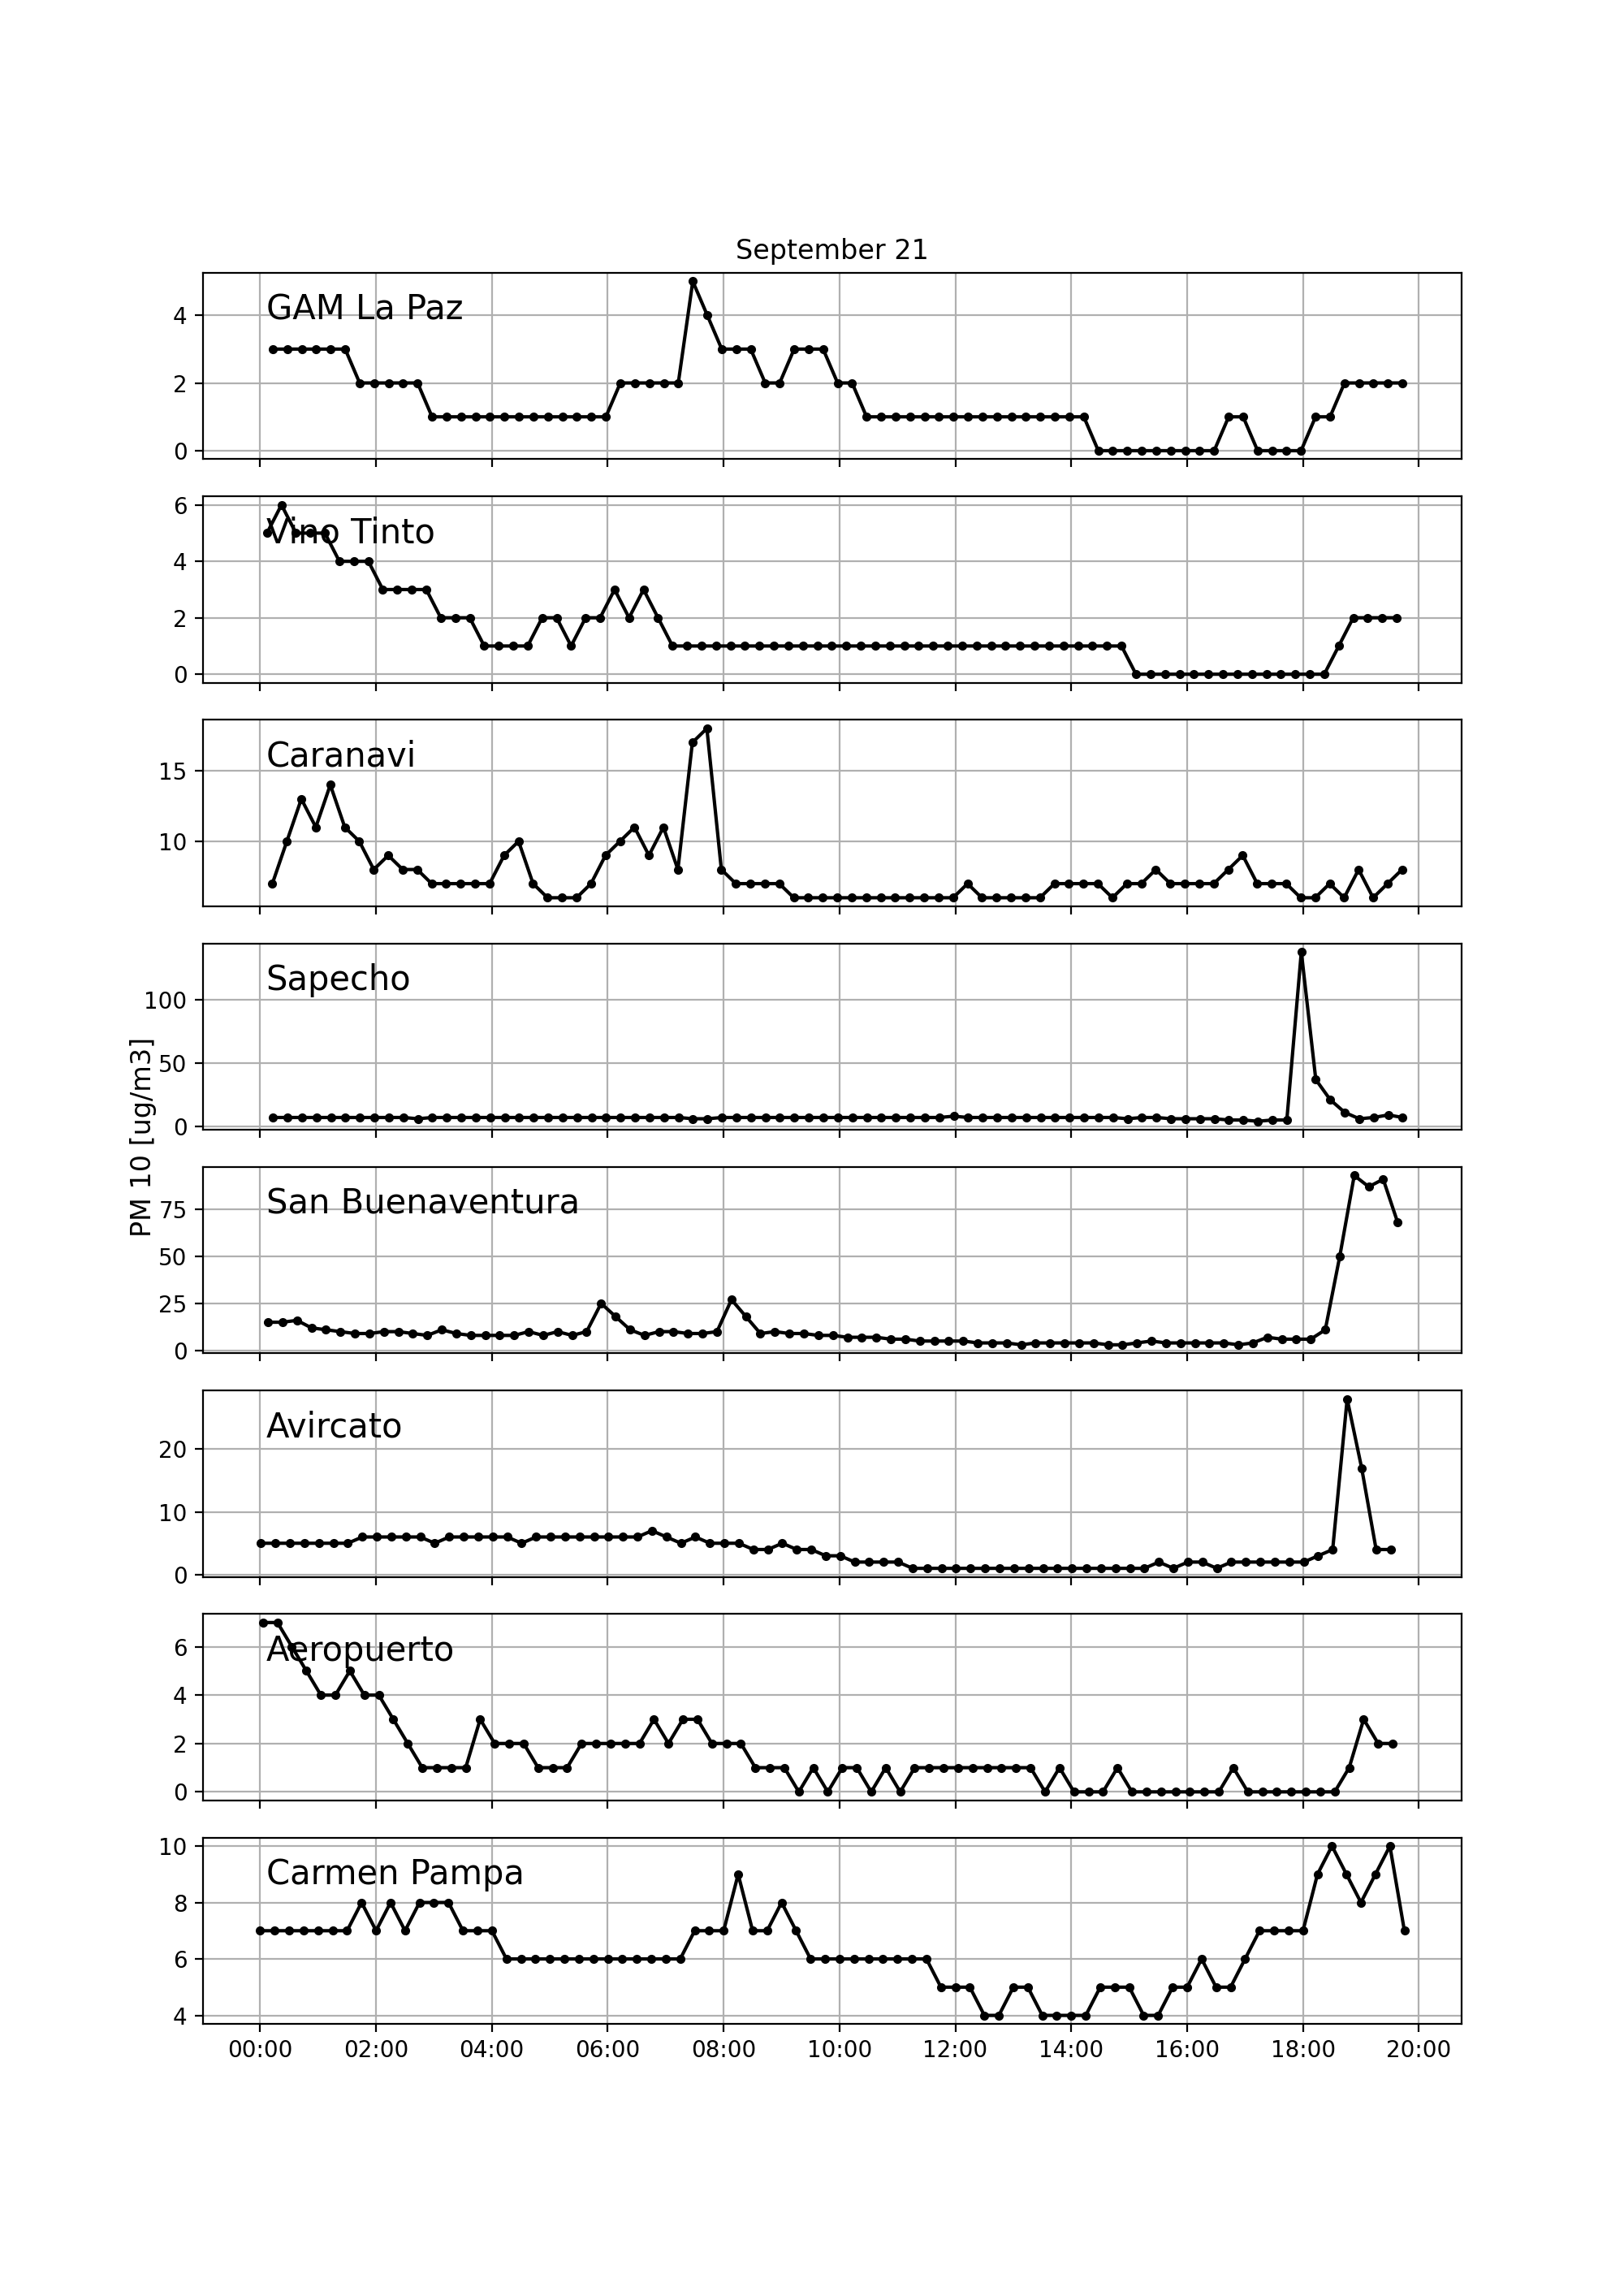 September 21
GAM La Paz
4
2
0
Vino Tinto
6
4
2
0
Caranavi
15
10
Sapecho
100
50
0
PM 10 [ug/m3]
San Buenaventura
75
50
25
0
Avircato
20
10
0
Aeropuerto
6
4
2
0
Carmen Pampa
10
8
6
4
00:00 02:00 04:00 06:00 08:00 10:00 12:00 14:00 16:00 18:00 20:00